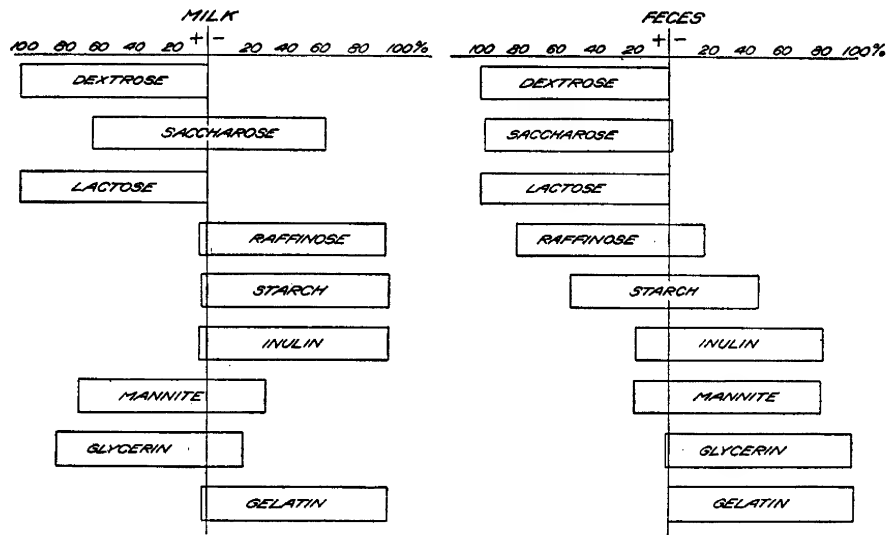 MILK
+ -
100 80 60 40 20 20 40 60 80 100%
DEXTROSE
SACCHAROSE
LACTOSE
RAFFINOSE
STARCH
INULIN
MANNITE
GLYCERIN
GELATIN
FECES
+ -
100 80 60 40 20 20 40 60 80 100%
DEXTROSE
SACCHAROSE
LACTOSE
RAFFINOSE
STARCH
INULIN
MANNITE
GLYCERIN
GELATIN